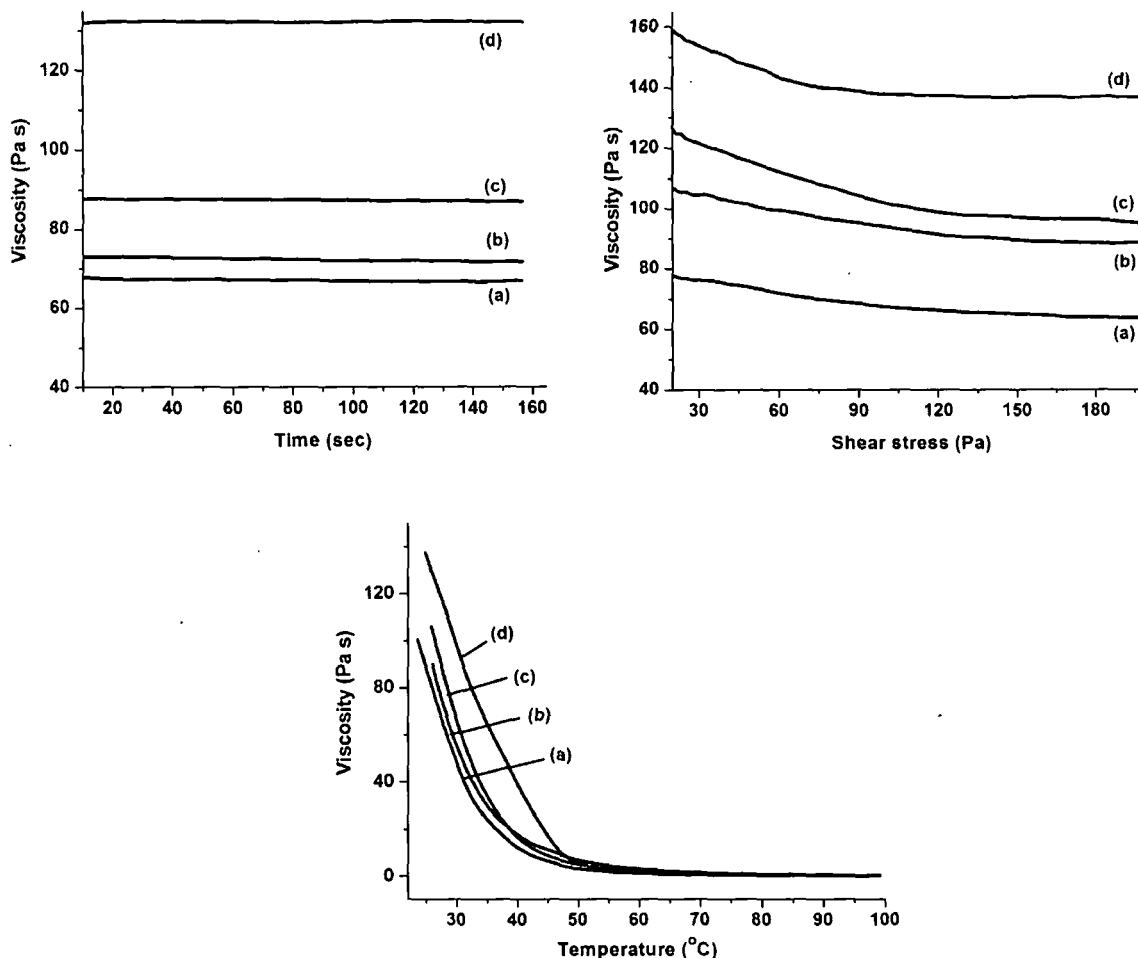 120
100
80
60
40
Viscosity (Pa s)
(d)
(c)
(b)
(a)
20 40 60 80 100 120 140 160
Time (sec)
160
140
120
100
80
60
40
Viscosity (Pa s)
(d)
(c)
(b)
(a)
30 60 90 120 150 180
Shear stress (Pa)
120
80
40
0
Viscosity (Pa s)
(d)
(c)
(b)
(a)
30 40 50 60 70 80 90 100
Temperature (°C)